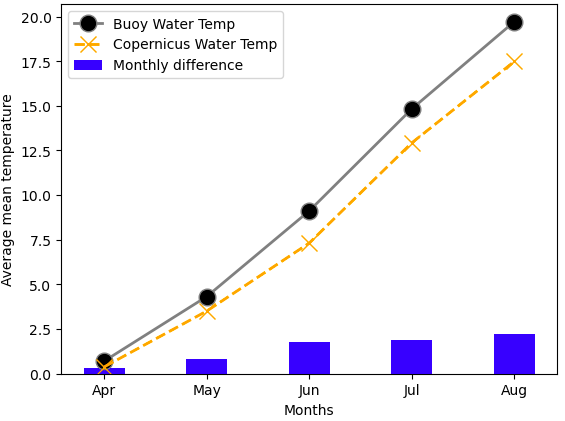 20.0
Buoy Water Temp
Copernicus Water Temp
Monthly difference
17.5
15.0
12.5
10.0
7.5
5.0
2.5
0.0
Average mean temperature
Apr May Jun Jul Aug
Months